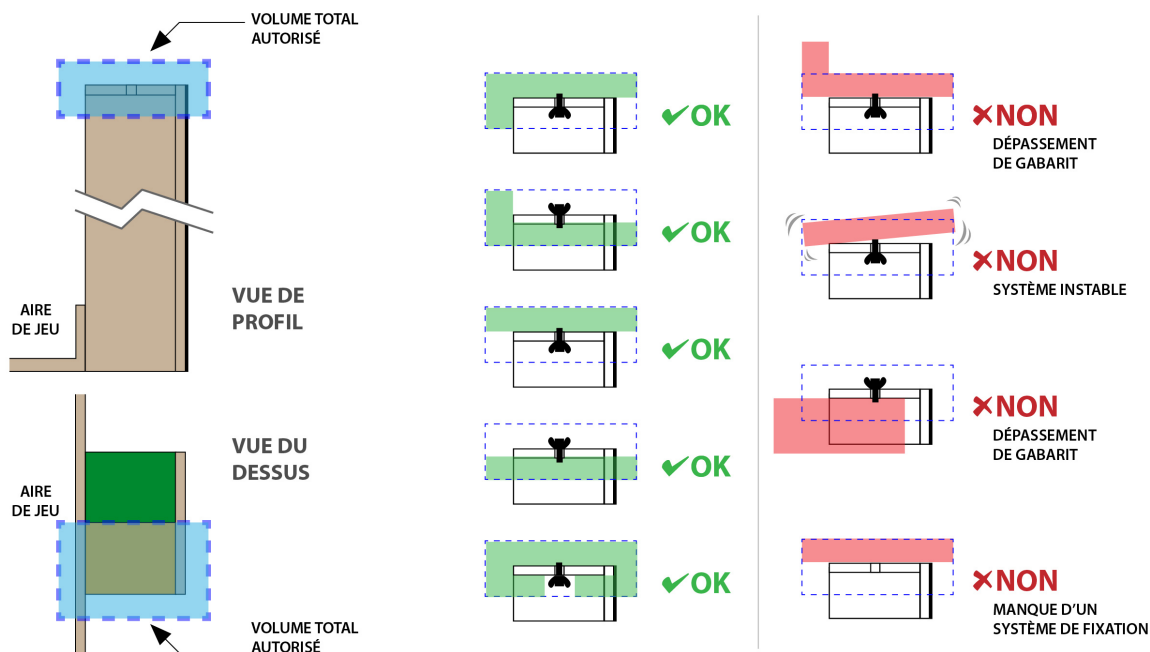 VOLUME TOTAL
AUTORISÉ
AIRE
DE JEU
VUE DE
PROFIL
VUE DU
DESSUS
AIRE
DE JEU
VOLUME TOTAL
AUTORISÉ
OK
OK
OK
OK
OK
NON
DÉPASSEMENT
DE GABARIT
NON
SYSTÈME INSTABLE
NON
DÉPASSEMENT
DE GABARIT
NON
MANQUE D'UN
SYSTÈME DE FIXATION